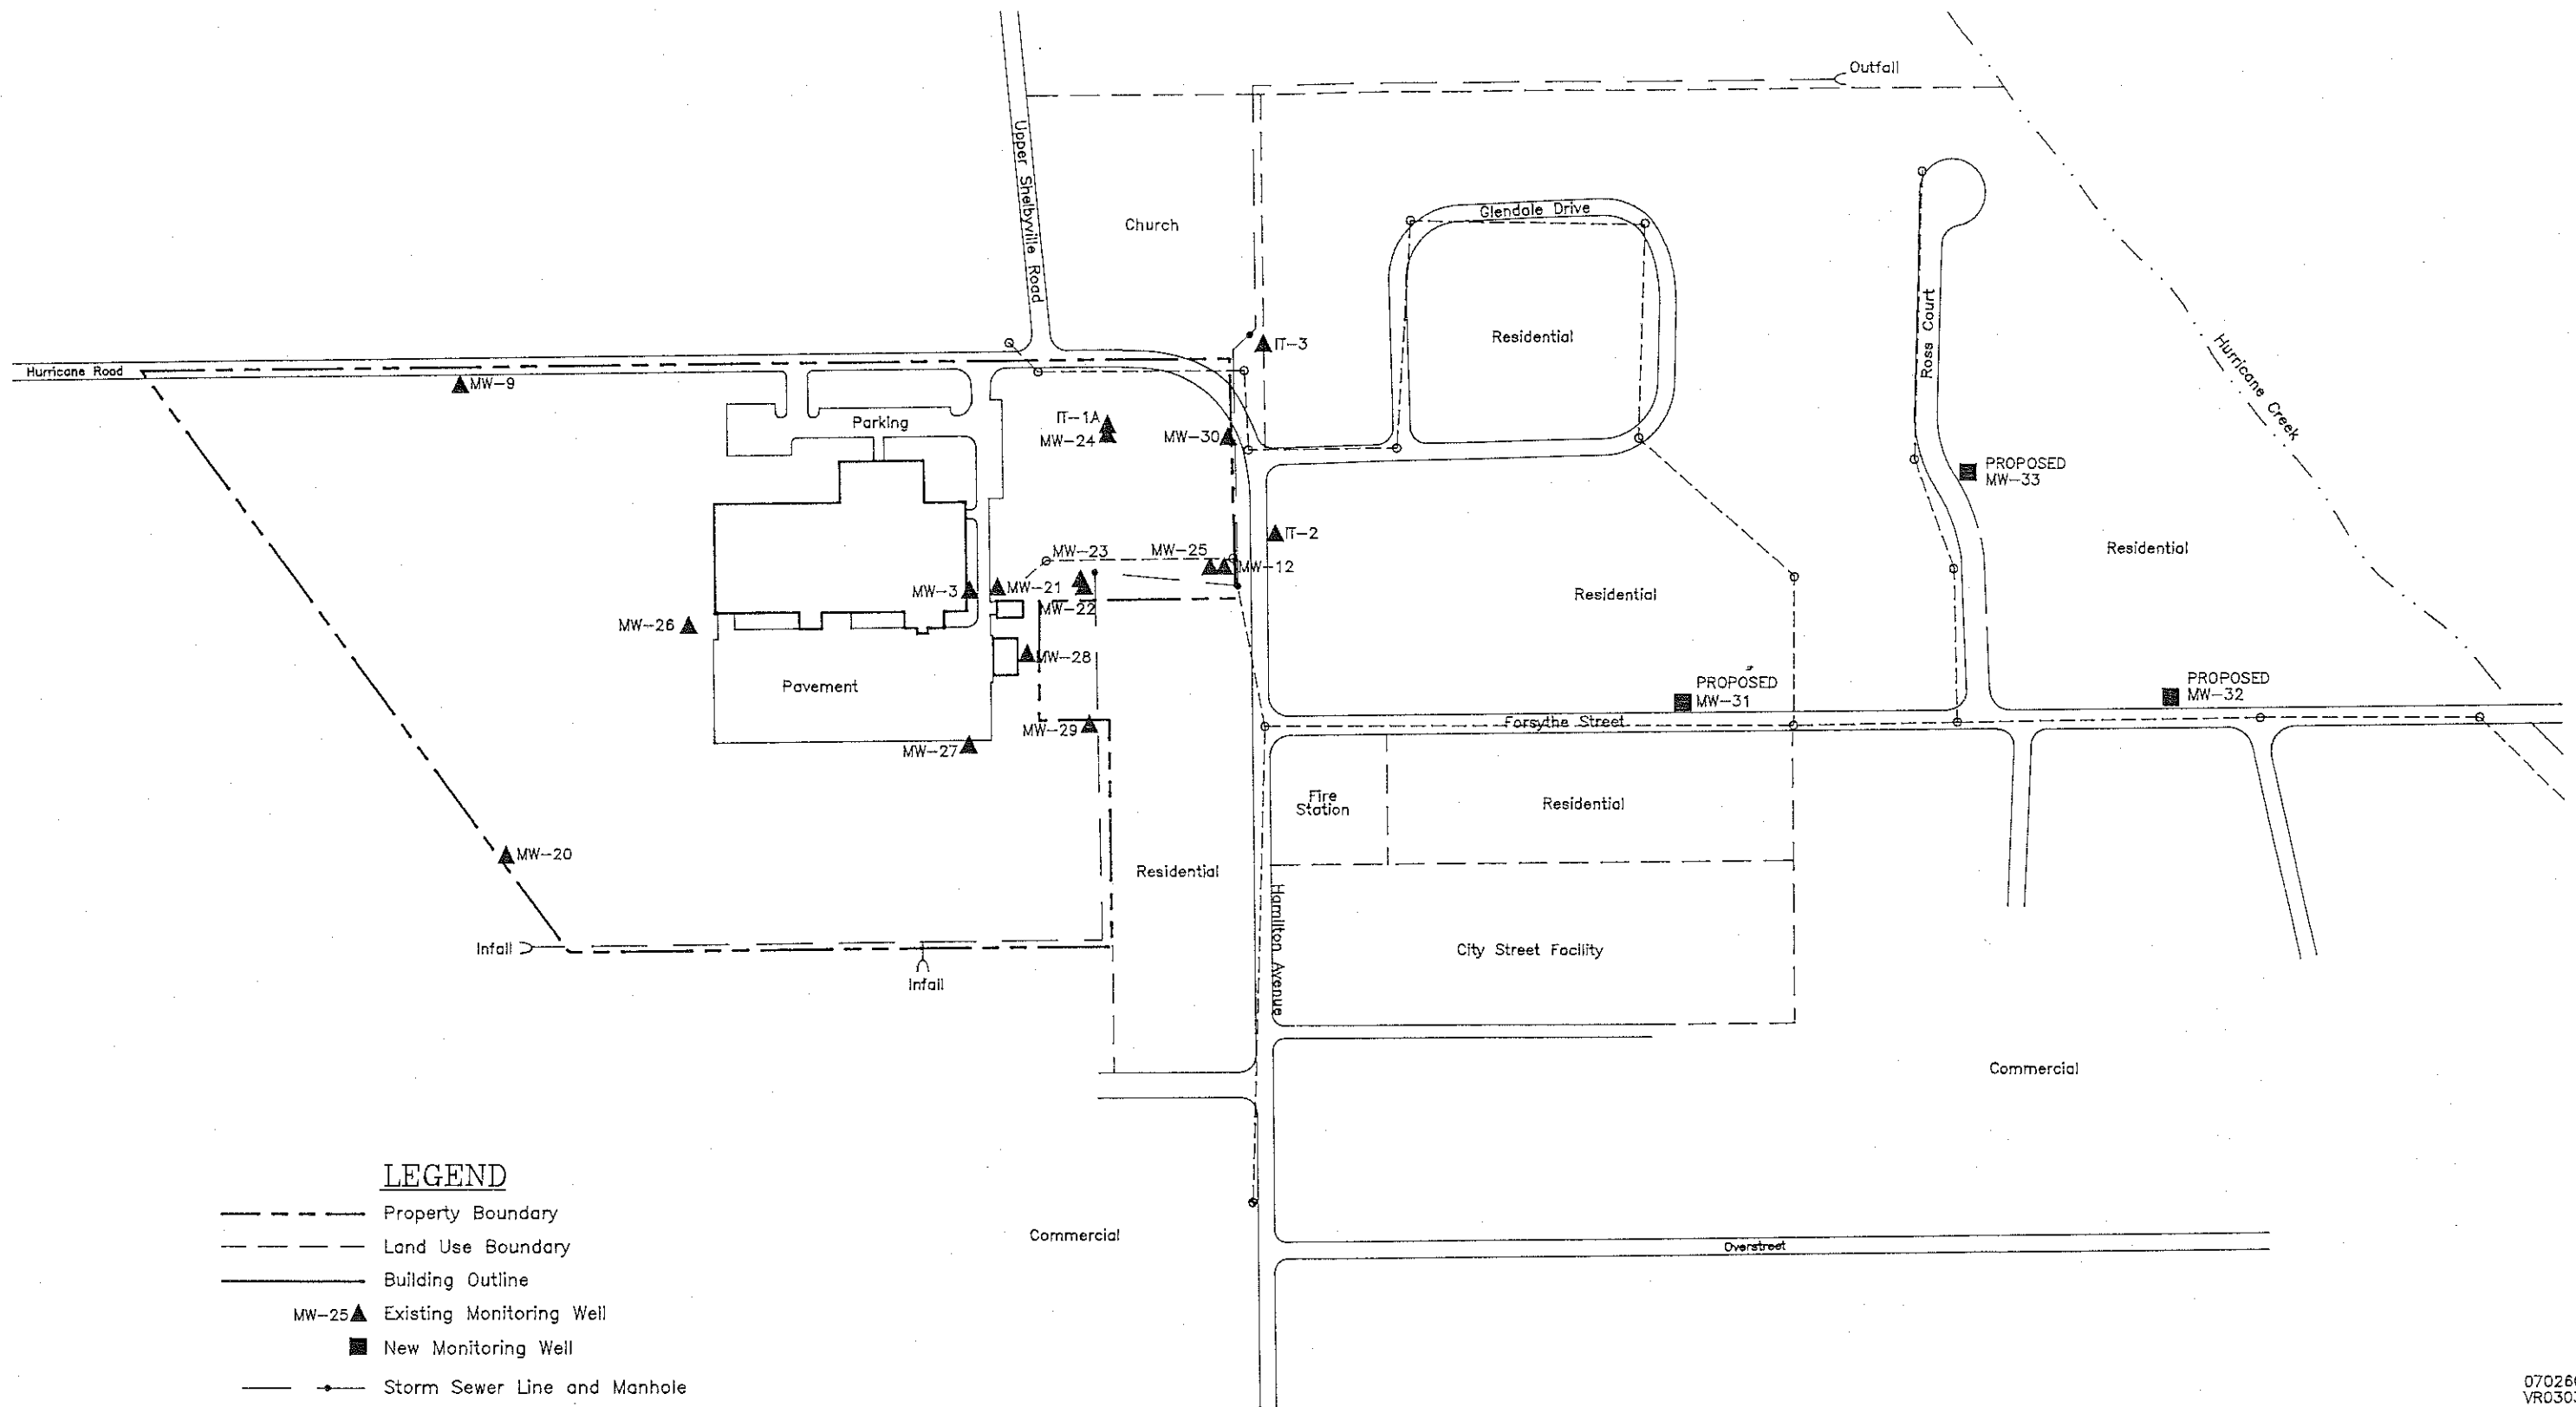 Outfall
Upper Shelbyville Road
Church
Glendale Drive
Residential
Ross Court
Hurricane Creek
Hurricane Road
MW-9
IT-3
Parking
IT-1A
MW-24
MW-30
PROPOSED
MW-33
IT-2
MW-23
MW-25
MW-12
Residential
MW-3
MW-21
MW-22
Residential
MW-26
MW-28
Pavement
PROPOSED
MW-31
PROPOSED
MW-32
MW-29
Forsythe Street
MW-27
Fire
Station
Residential
MW-20
Residential
Hamilton Avenue
Infall
City Street Facility
Infall
Commercial
Commercial
Overstreet
LEGEND
Property Boundary
Land Use Boundary
Building Outline
MW-25 Existing Monitoring Well
New Monitoring Well
Storm Sewer Line and Manhole